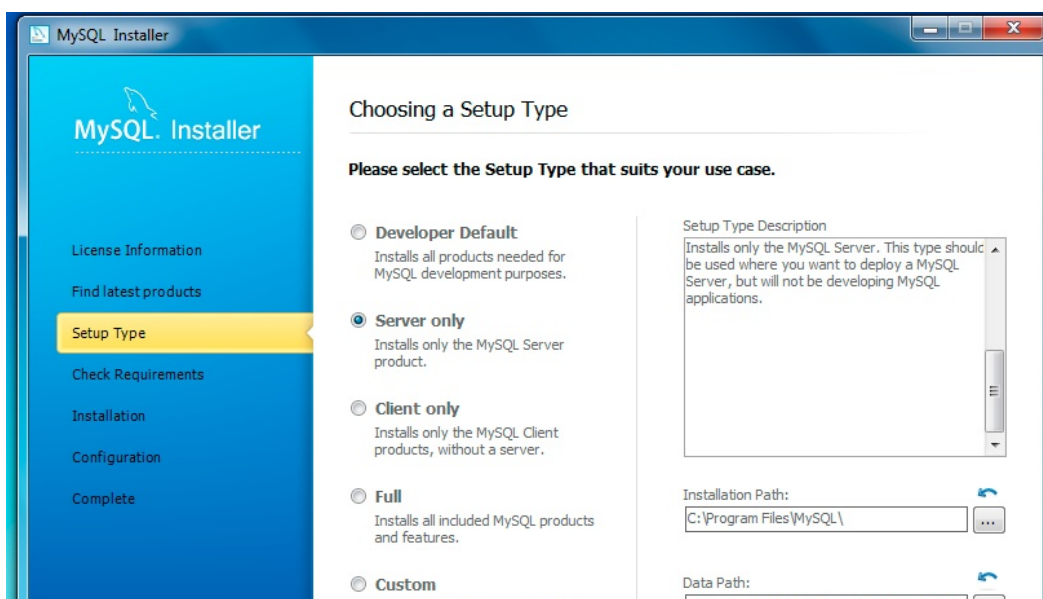 MySQL Installer
MySQL. Installer
License Information
Find latest products
Setup Type
Check Requirements
Installation
Configuration
Complete
Choosing a Setup Type
Please select the Setup Type that suits your use case.
Developer Default
Installs all products needed for
MySQL development purposes.
Server only
Installs only the MySQL Server
product.
Client only
Installs only the MySQL Client
products, without a server.
Full
Installs all included MySQL products
and features.
Custom
Setup Type Description
Installs only the MySQL Server. This type should
be used where you want to deploy a MySQL
Server, but will not be developing MySQL
applications.
Installation Path:
C:\Program Files\MySQL\
...
Data Path: